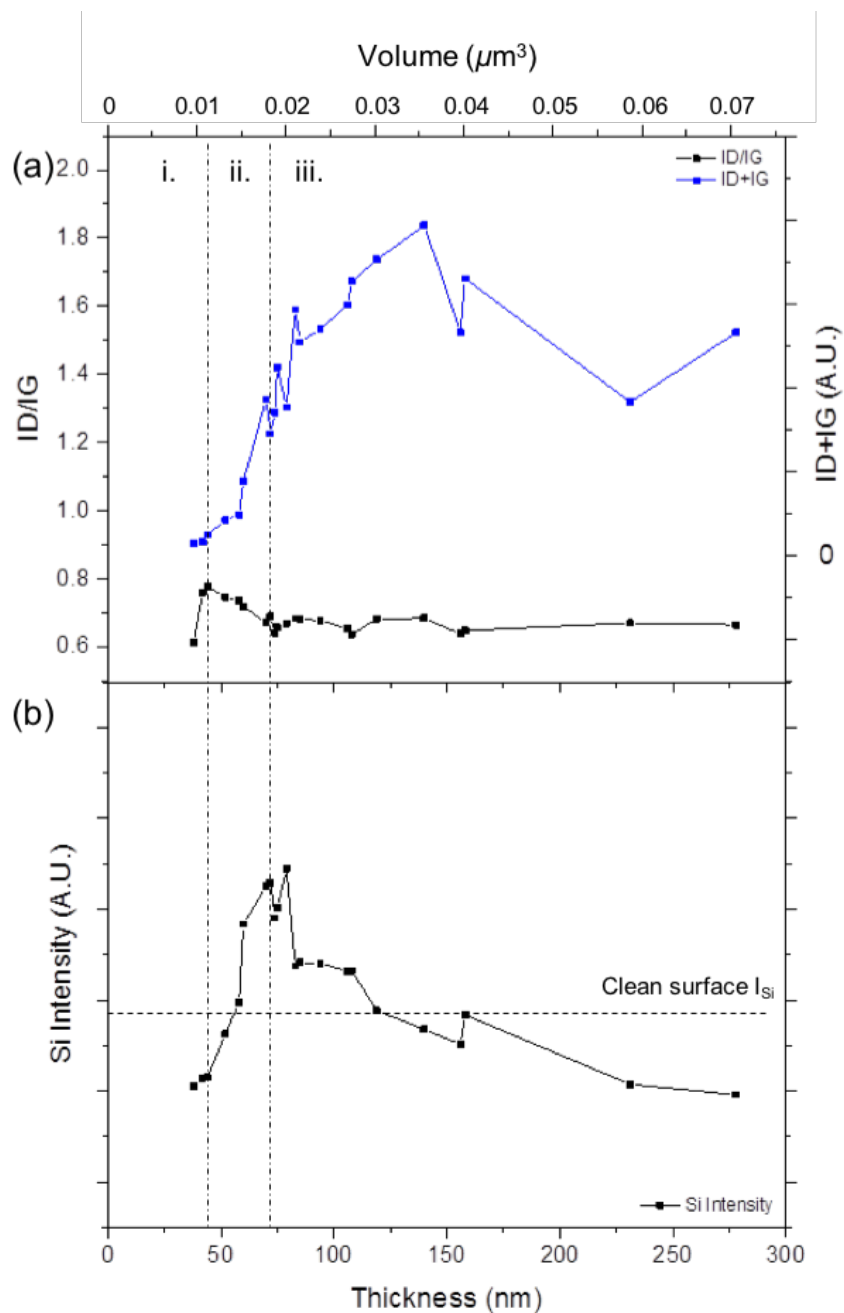 Volume (µm³)
0 0.01 0.02 0.03 0.04 0.05 0.06 0.07
(a)
i. ii. iii.
ID/IG
ID+IG
2.0
1.8
1.6
1.4
1.2
1.0
0.8
0.6
ID/IG
ID+IG (A.U.)
0
(b)
Si Intensity (A.U.)
Clean surface I_Si
Si Intensity
0 50 100 150 200 250 300
Thickness (nm)